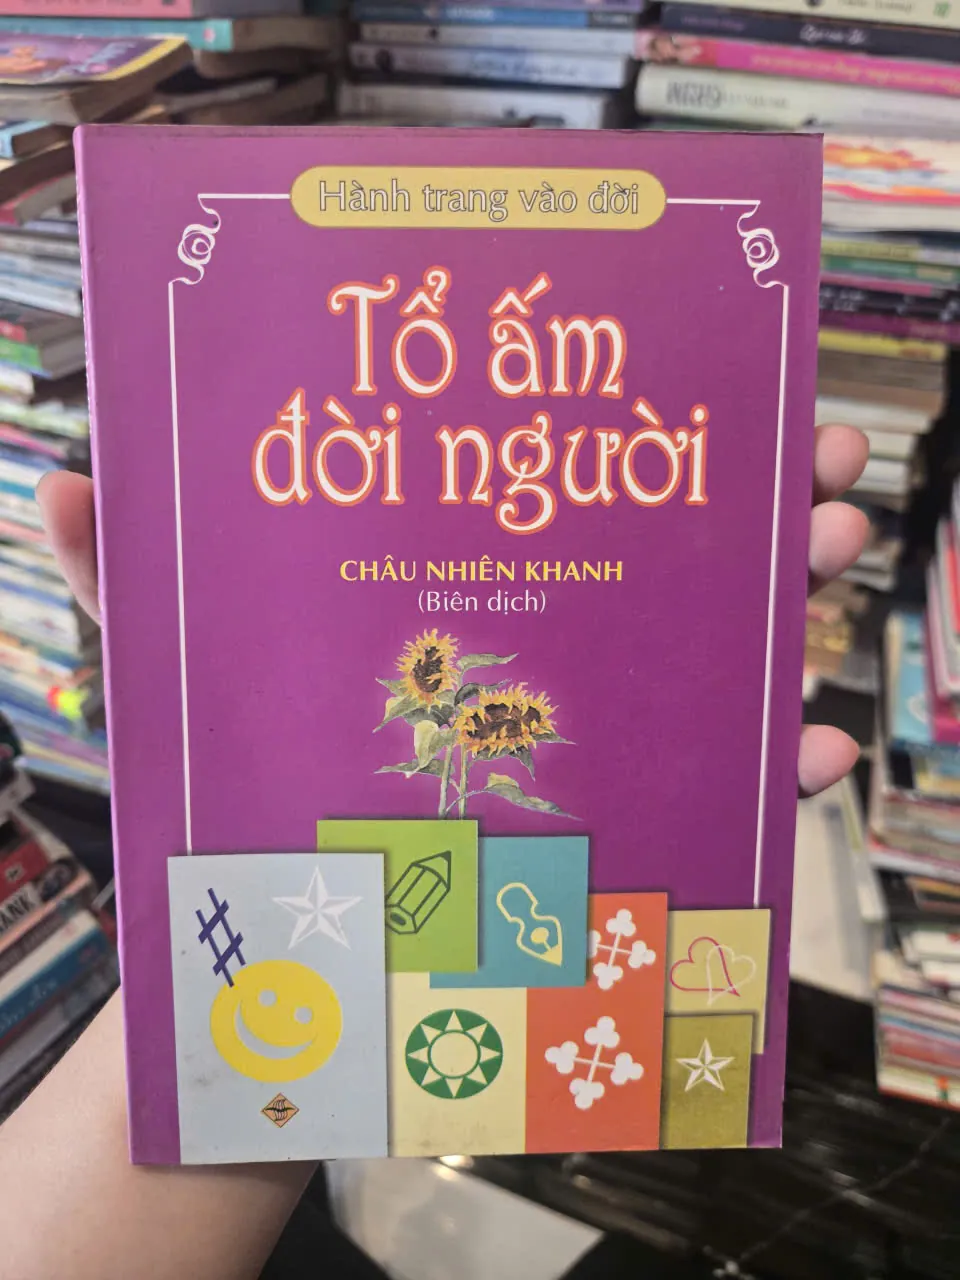 Hành trang vào đời
Tổ ấm
đời người
CHÂU NHIÊN KHANH
(Biên dịch)